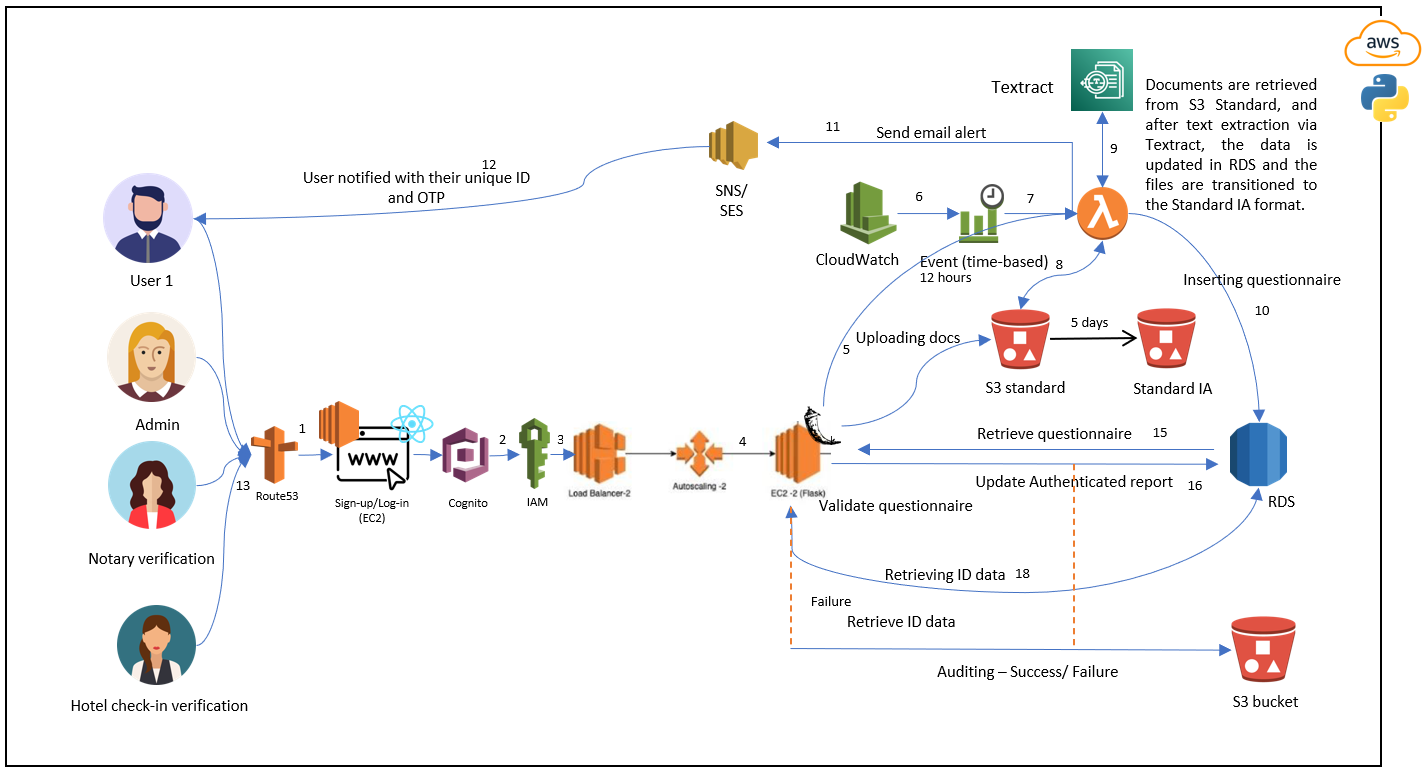 aws
Textract
Documents are retrieved
from S3 Standard, and
after text extraction via
Textract, the data is
updated in RDS and the
files are transitioned to
the Standard IA format.
11
Send email alert
9
12
User notified with their unique ID
and OTP
SNS/
SES
6
7
CloudWatch
Event (time-based)
12 hours
8
User 1
Inserting questionnaire
10
5 days
Uploading docs
5
S3 standard
Standard IA
Admin
1
2
3
4
Retrieve questionnaire
15
WWW
13
Route53
Sign-up/Log-in
(EC2)
Cognito
IAM
Load Balancer-2
Autoscaling -2
EC2 -2 (Flask)
Update Authenticated report
16
RDS
Validate questionnaire
Notary verification
Retrieving ID data
18
Failure
Retrieve ID data
Auditing – Success/ Failure
Hotel check-in verification
S3 bucket